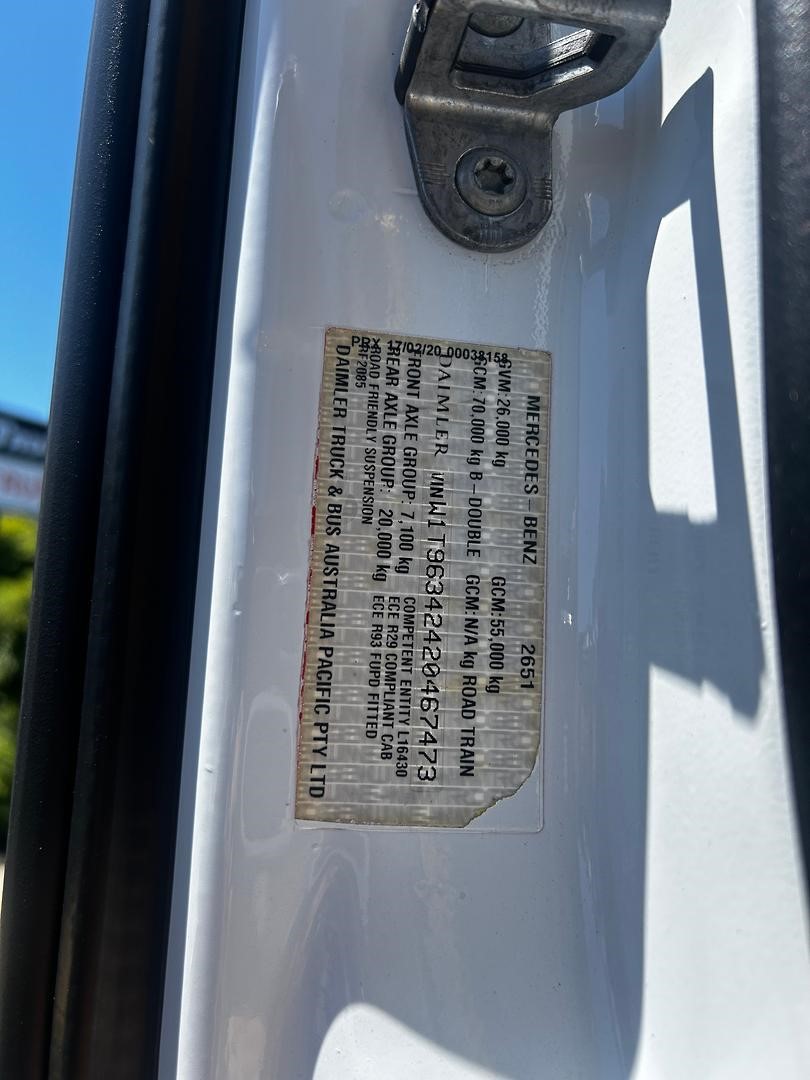 MERCEDES-BENZ 2651
GVM: 26,000 kg GCM: 55,000 kg
GCM: 70,000 kg B-DOUBLE GCM: N/A kg ROAD TRAIN
DAIMLER VIN W1T96342420467473
FRONT AXLE GROUP: 7,100 kg COMPETENT ENTITY L16430
REAR AXLE GROUP: 20,000 kg ECE R29 COMPLIANT CAB
ROAD FRIENDLY SUSPENSION ECE R93 FUPD FITTED
RF2085
DAIMLER TRUCK & BUS AUSTRALIA PACIFIC PTY LTD
17/02/20 00038158